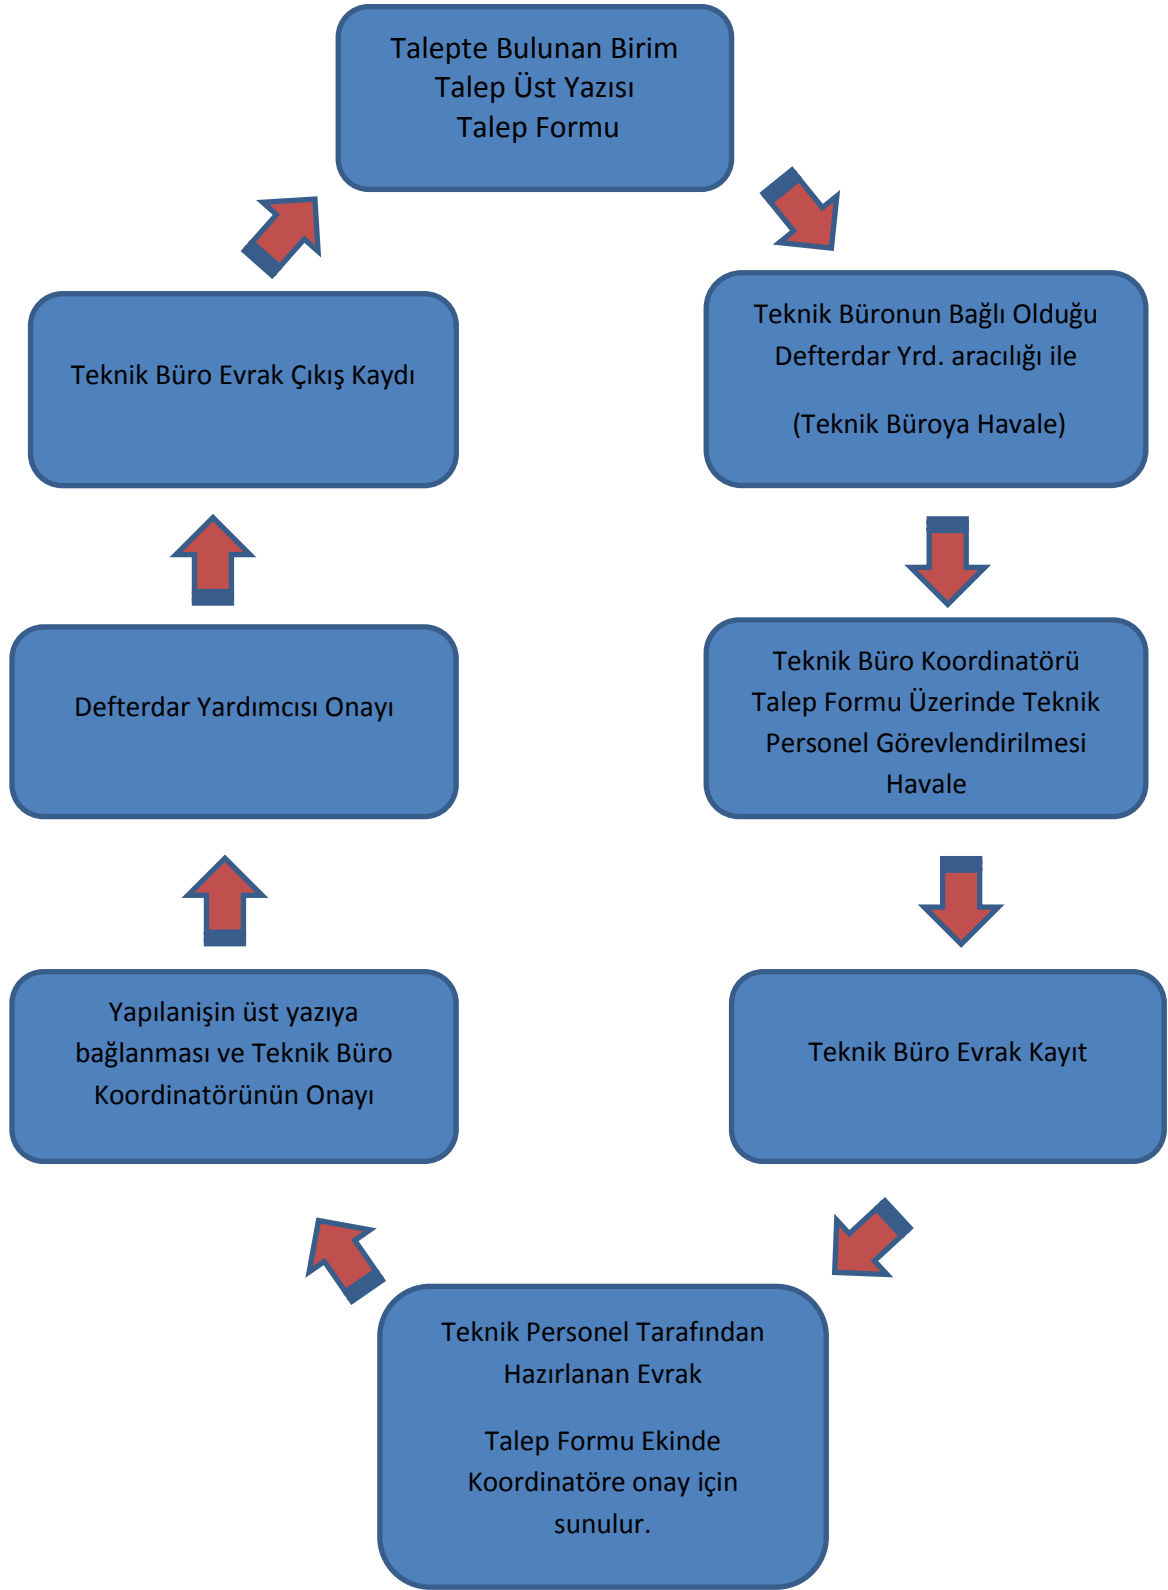 Talepte Bulunan Birim
Talep Üst Yazısı
Talep Formu
Teknik Büronun Bağlı Olduğu
Defterdar Yrd. aracılığı ile
(Teknik Büroya Havale)
Teknik Büro Koordinatörü
Talep Formu Üzerinde Teknik
Personel Görevlendirilmesi
Havale
Teknik Büro Evrak Kayıt
Teknik Personel Tarafından
Hazırlanan Evrak
Talep Formu Ekinde
Koordinatöre onay için
sunulur.
Yapılanişin üst yazıya
bağlanması ve Teknik Büro
Koordinatörünün Onayı
Defterdar Yardımcısı Onayı
Teknik Büro Evrak Çıkış Kaydı